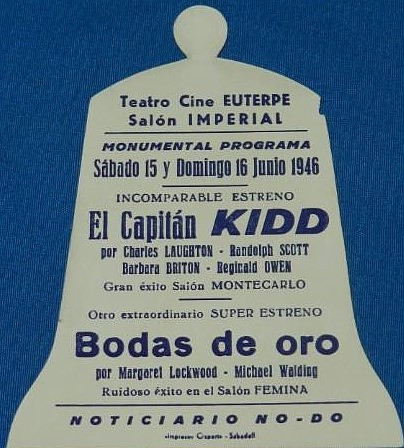 Teatro Cine EUTERPE
Salón IMPERIAL
MONUMENTAL PROGRAMA
Sábado 15 y Domingo 16 Junio 1946
INCOMPARABLE ESTRENO
El Capitán KIDD
por Charles LAUGHTON - Randolph SCOTT
Barbara BRITON - Reginald OWEN
Gran éxito Salón MONTECARLO
Otro extraordinario SUPER ESTRENO
Bodas de oro
por Margaret Lockwood - Michael Walding
Ruidoso éxito en el Salón FEMINA
NOTICIARIO NO-DO
- Sabadell